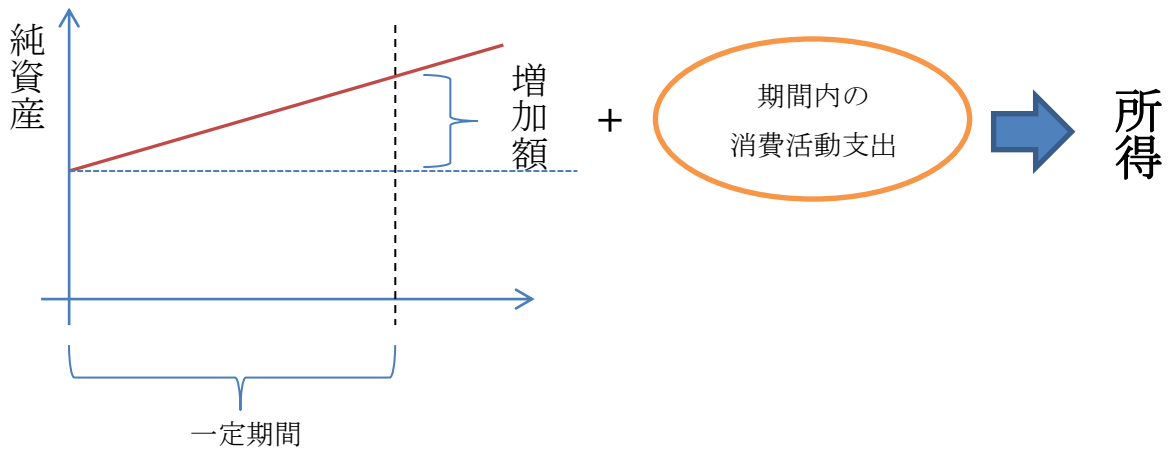 純資産
増加額
+
期間内の
消費活動支出
所得
一定期間